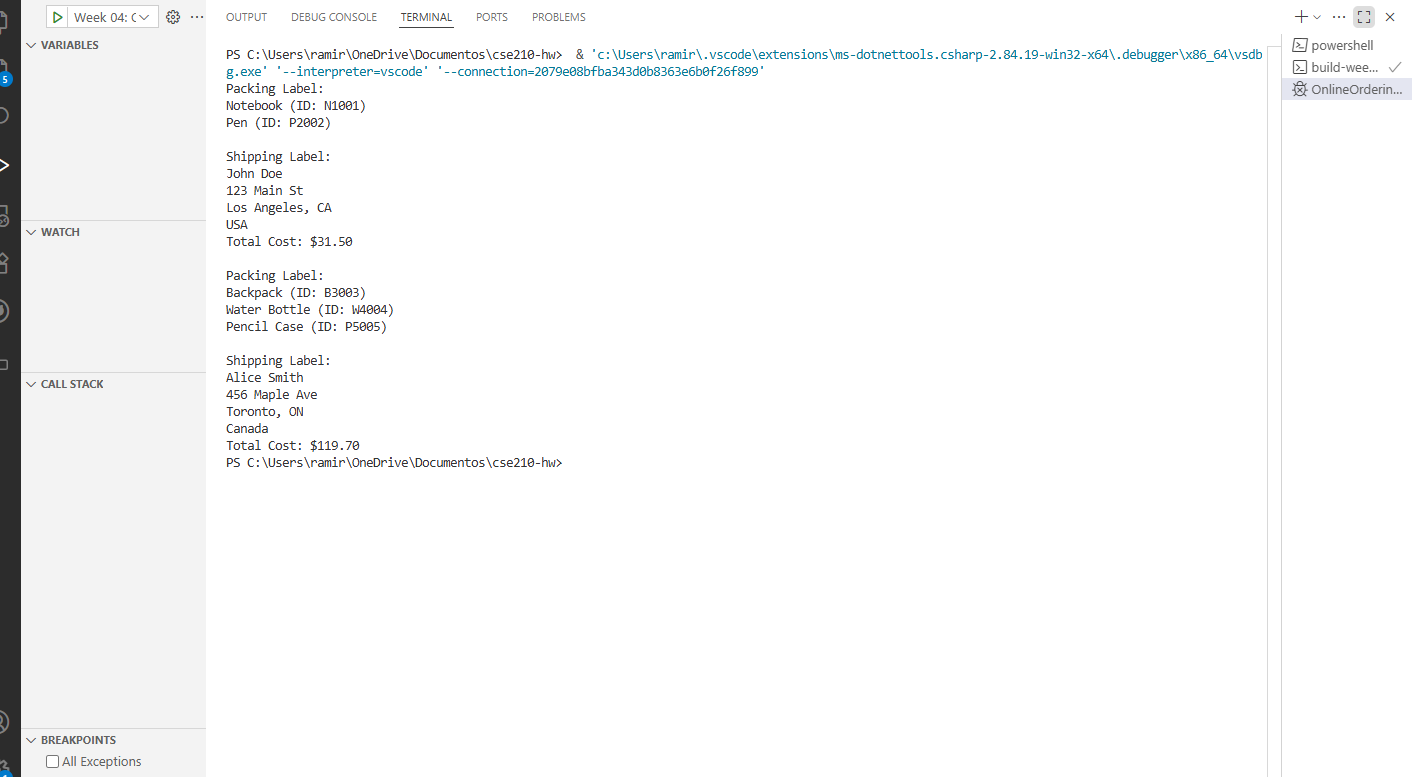 Week 04: C
OUTPUT DEBUG CONSOLE TERMINAL PORTS PROBLEMS
VARIABLES
5
WATCH
CALL STACK
BREAKPOINTS
All Exceptions
PS C:\Users\ramir\OneDrive\Documentos\cse210-hw>  & 'c:\Users\ramir\.vscode\extensions\ms-dotnettools.csharp-2.84.19-win32-x64\.debugger\x86_64\vsdb
g.exe' '--interpreter=vscode' '--connection=2079e08bfba343d0b8363e6b0f26f899'
Packing Label:
Notebook (ID: N1001)
Pen (ID: P2002)
Shipping Label:
John Doe
123 Main St
Los Angeles, CA
USA
Total Cost: $31.50
Packing Label:
Backpack (ID: B3003)
Water Bottle (ID: W4004)
Pencil Case (ID: P5005)
Shipping Label:
Alice Smith
456 Maple Ave
Toronto, ON
Canada
Total Cost: $119.70
PS C:\Users\ramir\OneDrive\Documentos\cse210-hw>
powershell
build-wee...
OnlineOrderin...